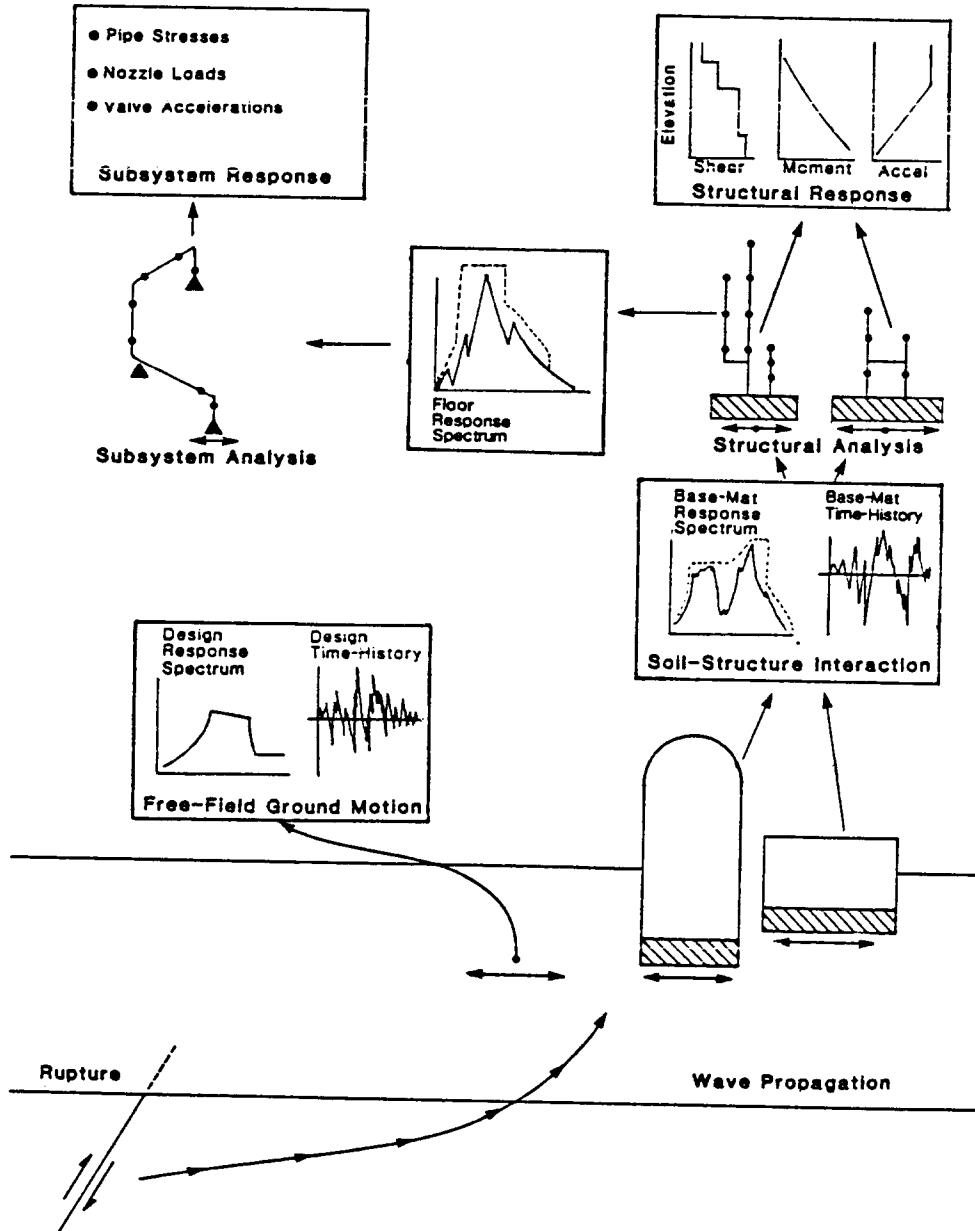 ● Pipe Stresses
● Nozzle Loads
● Valve Accelerations
Subsystem Response
Elevation
Shear
Moment
Accel
Structural Response
Floor
Response
Spectrum
Subsystem Analysis
Structural Analysis
Base-Mat
Response
Spectrum
Base-Mat
Time-History
Soil-Structure Interaction
Design
Response
Spectrum
Design
Time-History
Free-Field Ground Motion
Rupture
Wave Propagation